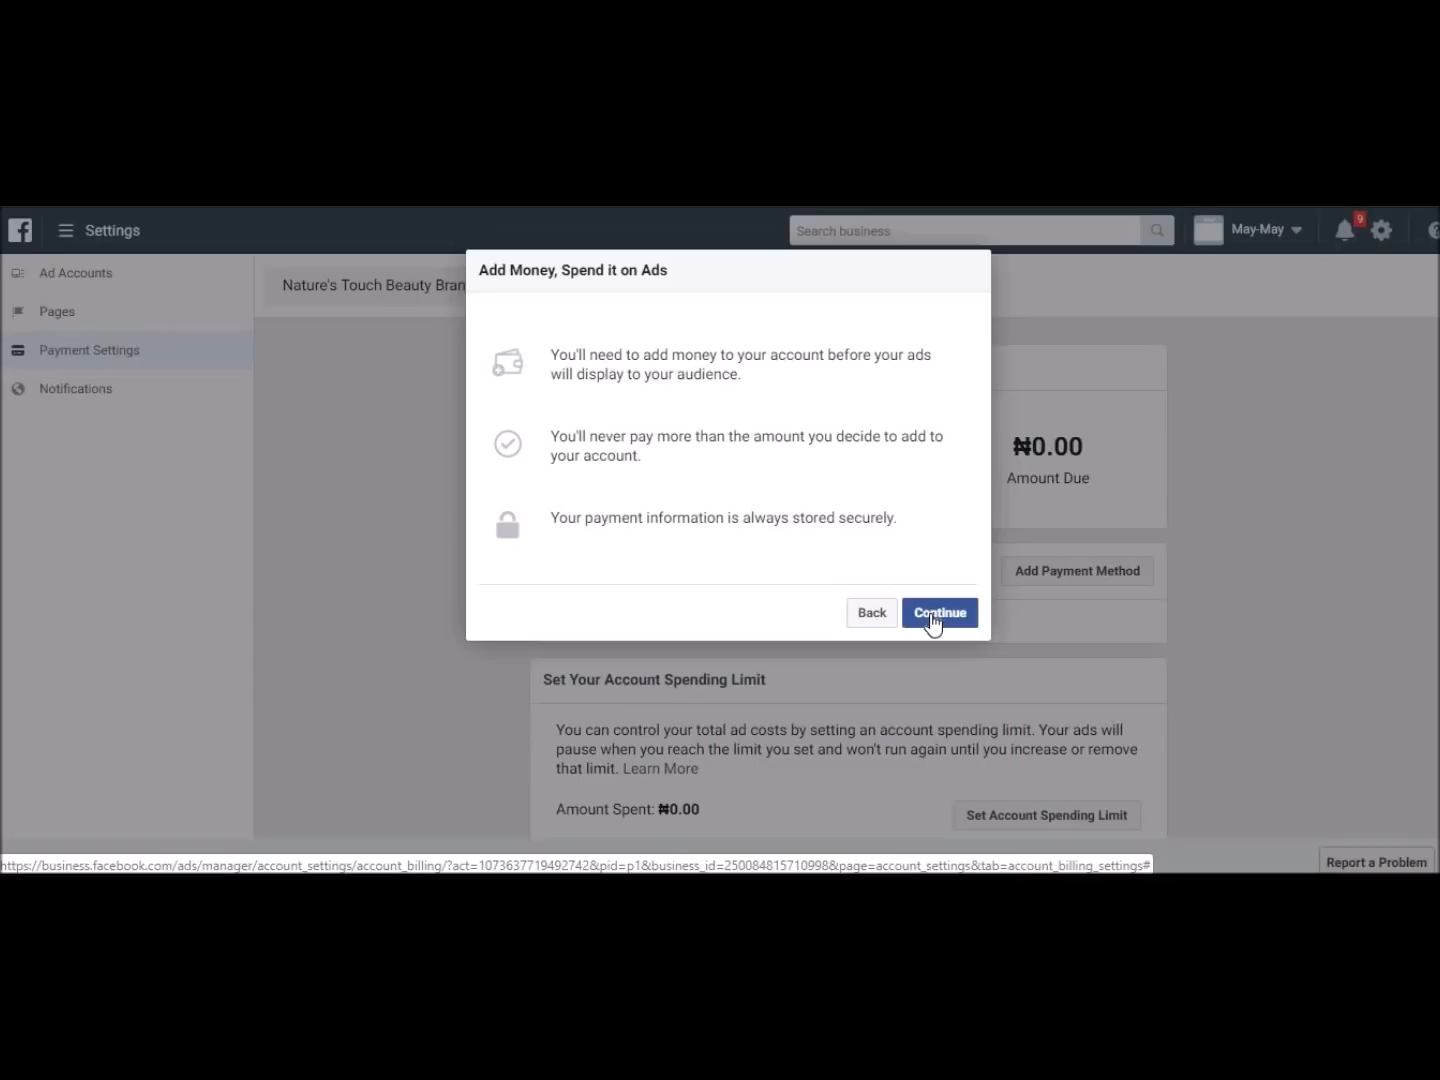 Settings
Search business
May-May
9
Ad Accounts
Pages
Payment Settings
Notifications
Nature's Touch Beauty Bran
Add Money, Spend it on Ads
You'll need to add money to your account before your ads
will display to your audience.
You'll never pay more than the amount you decide to add to
your account.
Your payment information is always stored securely.
Back
Continue
₦0.00
Amount Due
Add Payment Method
Set Your Account Spending Limit
You can control your total ad costs by setting an account spending limit. Your ads will
pause when you reach the limit you set and won't run again until you increase or remove
that limit. Learn More
Amount Spent: ₦0.00
Set Account Spending Limit
https://business.facebook.com/ads/manager/account_settings/account_billing/?act=1073637719492742&pid=p1&business_id=250084815710998&page=account_settings&tab=account_billing_settings#
Report a Problem